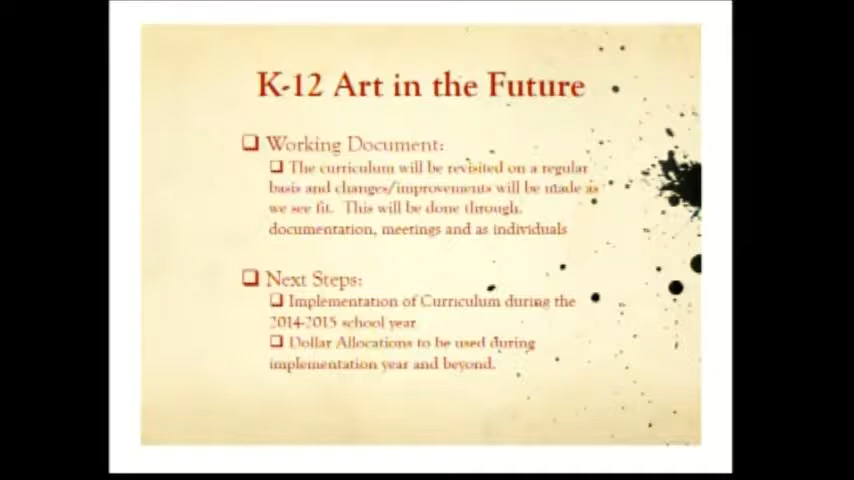 K-12 Art in the Future
Working Document:
The curriculum will be revisited on a regular
basis and changes/improvements will be made as
we see fit. This will be done through,
documentation, meetings and as individuals
Next Steps:
Implementation of Curriculum during the
2014-2015 school year
Dollar Allocations to be used during
implementation year and beyond.